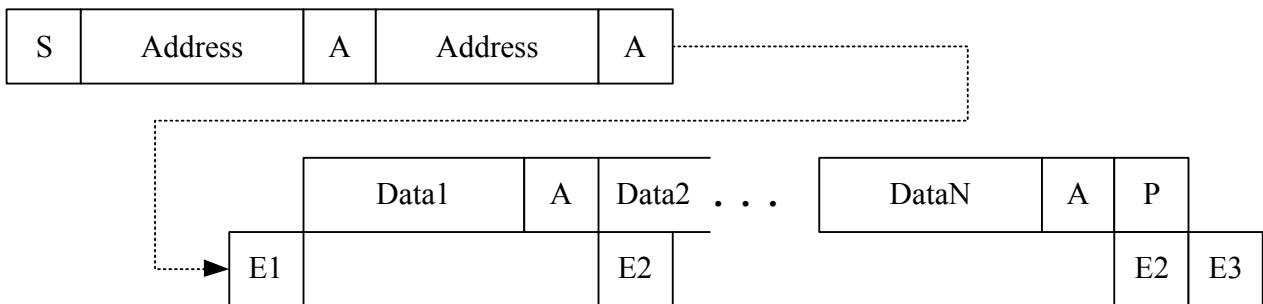 S Address A Address A
Data1 A Data2 . . . DataN A P
E1 E2 E2 E3